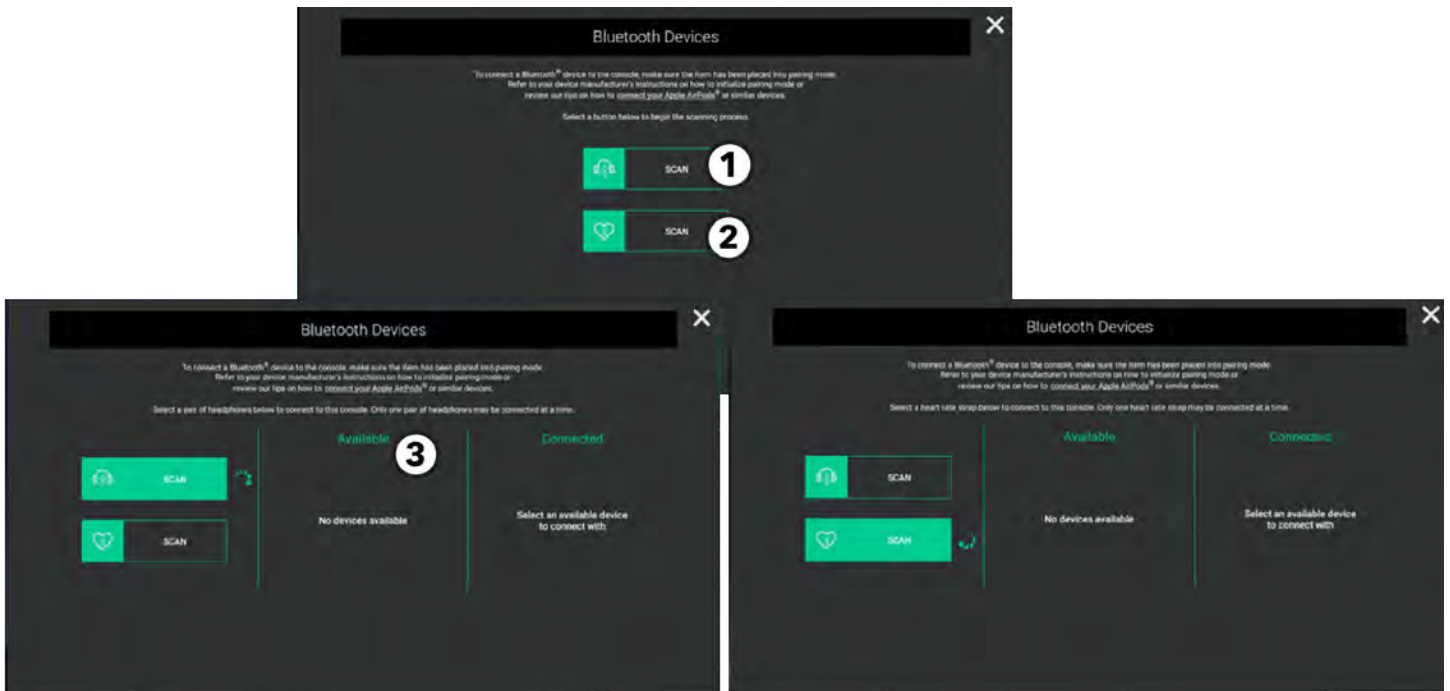 Bluetooth Devices
To connect a Bluetooth® device to the console, make sure the item has been placed into pairing mode.
Refer to your device manufacturer's instructions on how to initialize pairing mode or
review our tips on how to connect your Apple AirPods® or similar devices.
Select a button below to begin the scanning process.
SCAN
1
SCAN
2
Bluetooth Devices
To connect a Bluetooth® device to the console, make sure the item has been placed into pairing mode.
Refer to your device manufacturer's instructions on how to initialize pairing mode or
review our tips on how to connect your Apple AirPods® or similar devices.
Select a pair of headphones below to connect to this console. Only one pair of headphones may be connected at a time.
Available
3
Connected
SCAN
SCAN
No devices available
Select an available device
to connect with
Bluetooth Devices
To connect a Bluetooth® device to the console, make sure the item has been placed into pairing mode.
Refer to your device manufacturer's instructions on how to initialize pairing mode or
review our tips on how to connect your Apple AirPods® or similar devices.
Select a heart rate strap below to connect to this console. Only one heart rate strap may be connected at a time.
Available
Connected
SCAN
SCAN
No devices available
Select an available device
to connect with